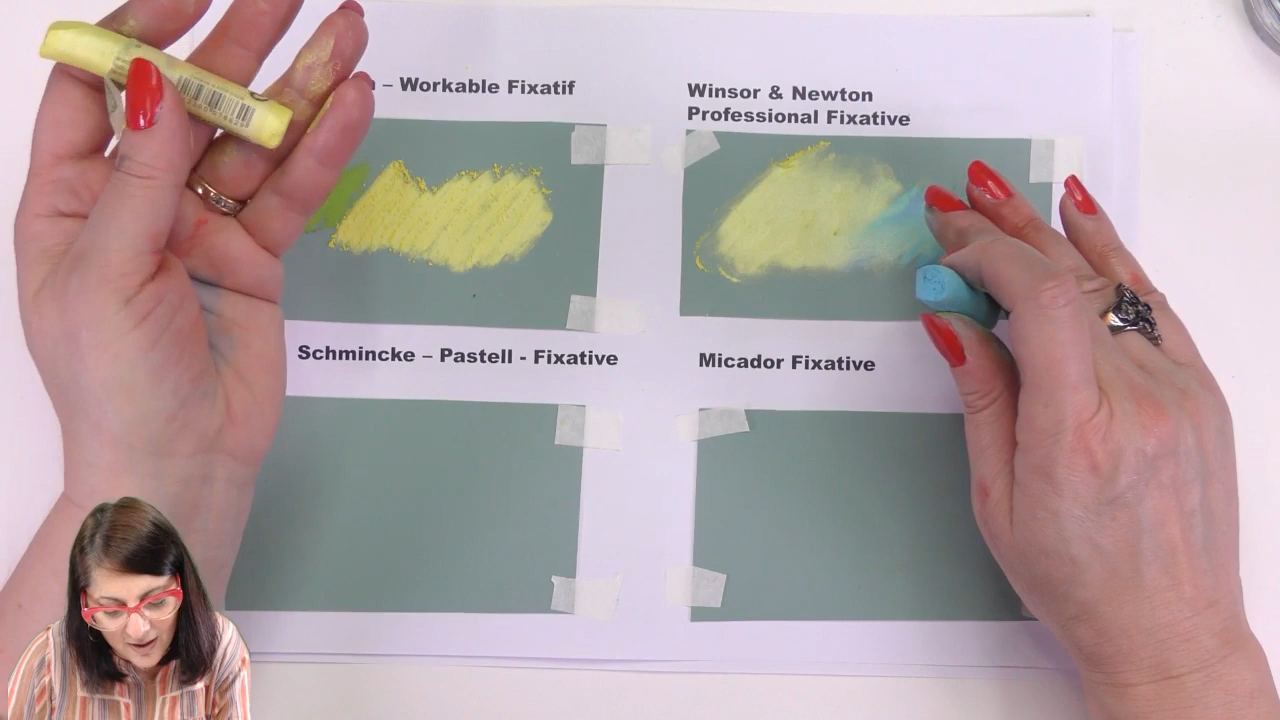 – Workable Fixatif
Winsor & Newton
Professional Fixative
Schmincke – Pastell - Fixative
Micador Fixative